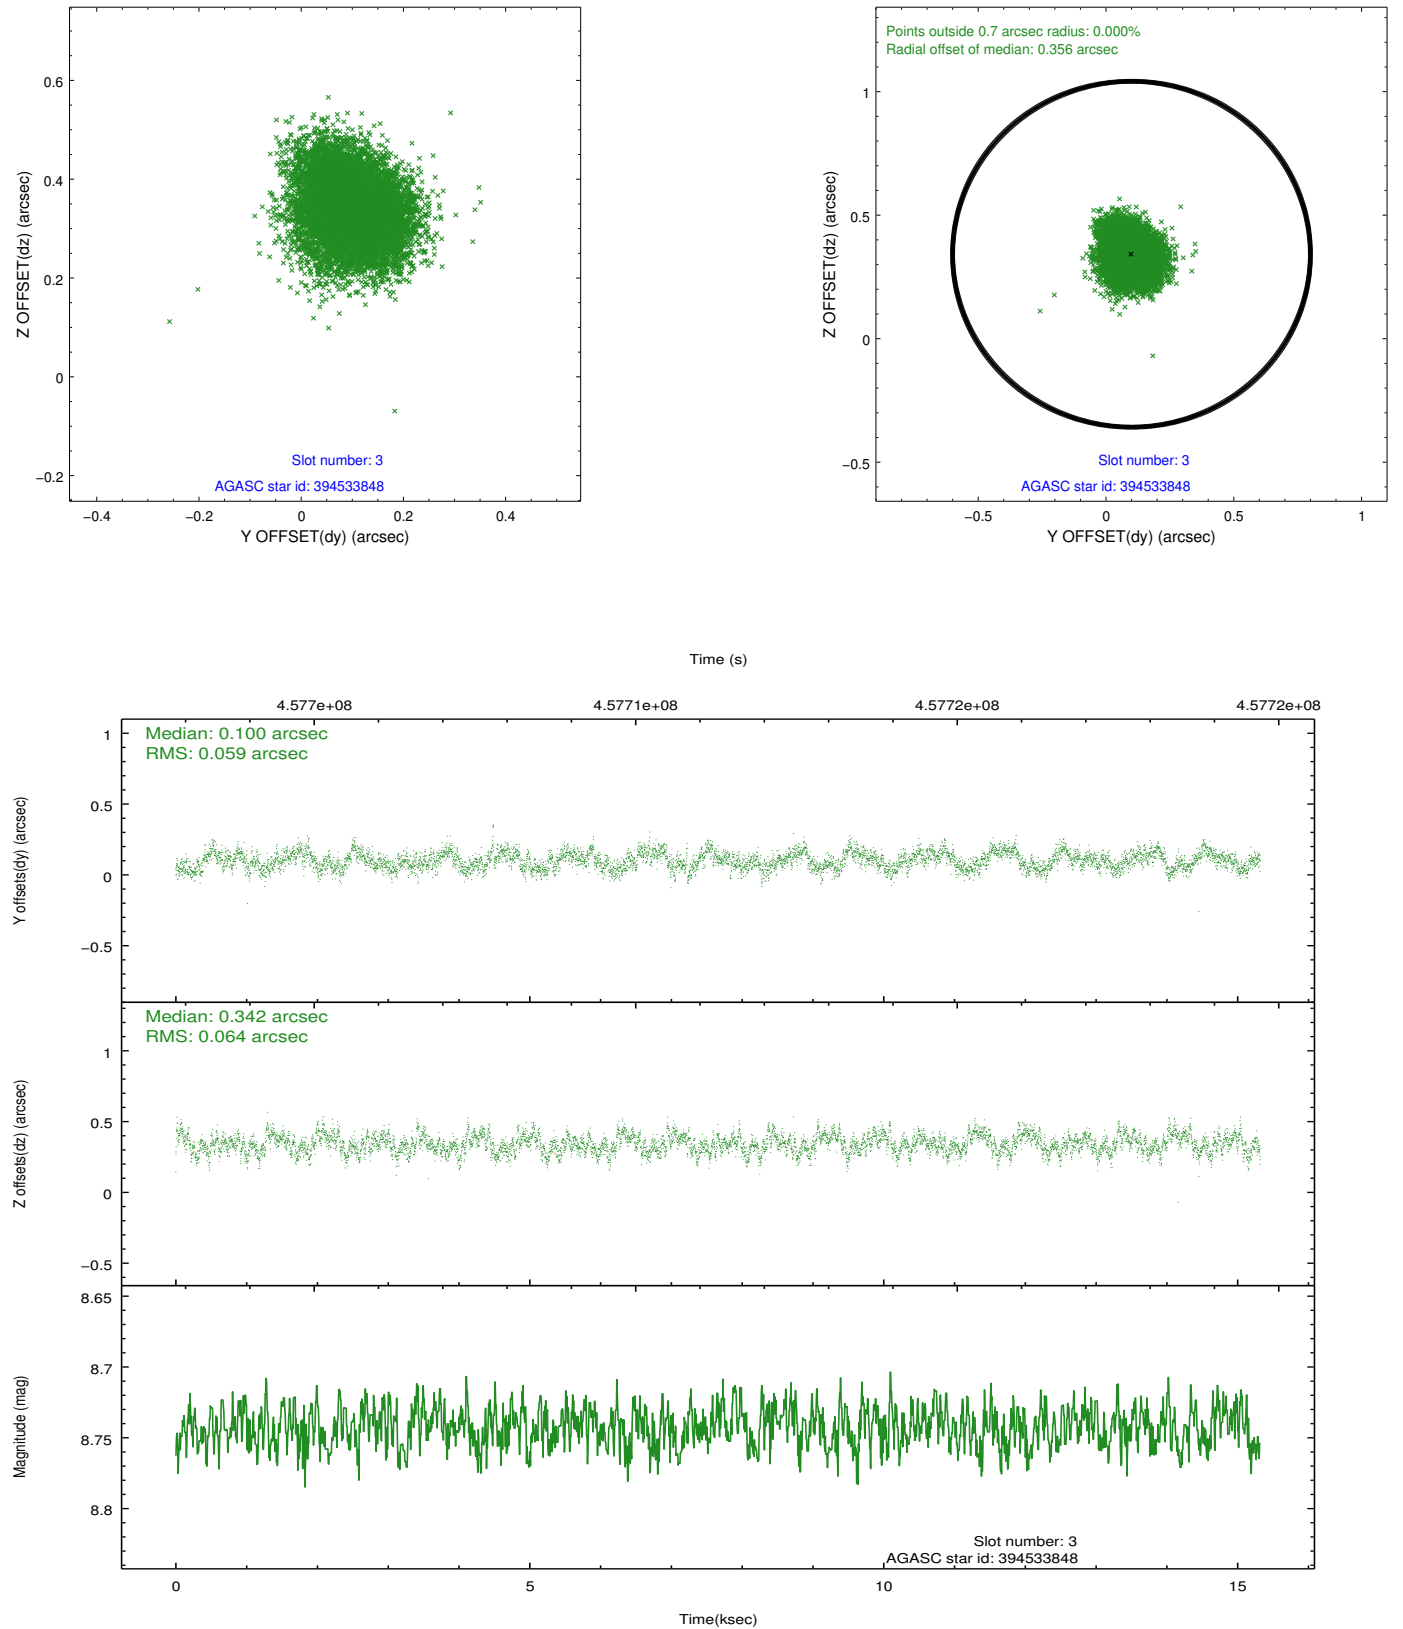 0.6
0.4
0.2
0
−0.2
Z OFFSET(dz) (arcsec)
Slot number: 3
AGASC star id: 394533848
−0.4 −0.2 0 0.2 0.4
Y OFFSET(dy) (arcsec)
Points outside 0.7 arcsec radius: 0.000%
Radial offset of median: 0.356 arcsec
1
0.5
0
−0.5
Z OFFSET(dz) (arcsec)
Slot number: 3
AGASC star id: 394533848
−0.5 0 0.5 1
Y OFFSET(dy) (arcsec)
Time (s)
4.577e+08 4.5771e+08 4.5772e+08 4.5772e+08
Median: 0.100 arcsec
RMS: 0.059 arcsec
1
0.5
0
−0.5
Y offsets(dy) (arcsec)
Median: 0.342 arcsec
RMS: 0.064 arcsec
1
0.5
0
−0.5
Z offsets(dz) (arcsec)
8.65
8.7
8.75
8.8
Magnitude (mag)
Slot number: 3
AGASC star id: 394533848
0 5 10 15
Time(ksec)